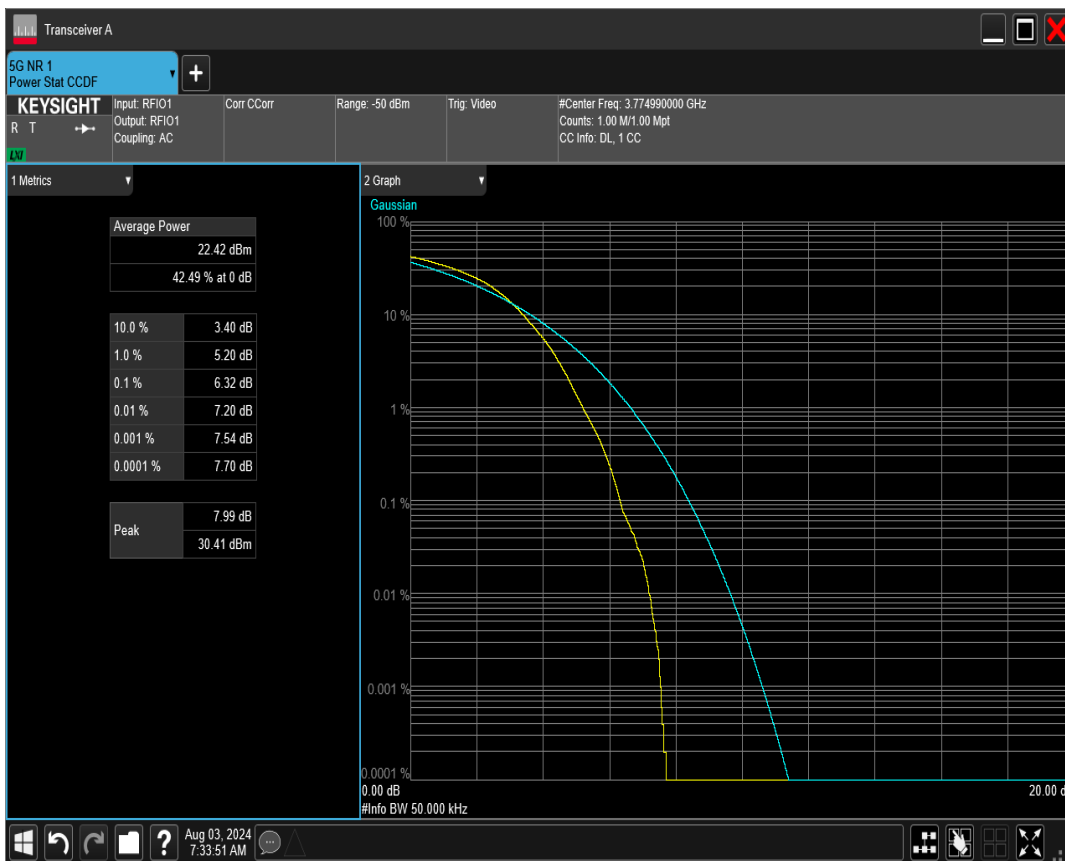 Transceiver A
5G NR 1
Power Stat CCDF
KEYSIGHT
R T
LXI
Input: RFIO1
Output: RFIO1
Coupling: AC
Corr CCorr
Range: -50 dBm
Trig: Video
#Center Freq: 3.774990000 GHz
Counts: 1.00 M/1.00 Mpt
CC Info: DL, 1 CC
1 Metrics
Average Power
22.42 dBm
42.49 % at 0 dB
10.0 % 3.40 dB
1.0 % 5.20 dB
0.1 % 6.32 dB
0.01 % 7.20 dB
0.001 % 7.54 dB
0.0001 % 7.70 dB
Peak
7.99 dB
30.41 dBm
2 Graph
Gaussian
100 %
10 %
1 %
0.1 %
0.01 %
0.001 %
0.0001 %
0.00 dB
20.00 d
#Info BW 50.000 kHz
?
Aug 03, 2024
7:33:51 AM